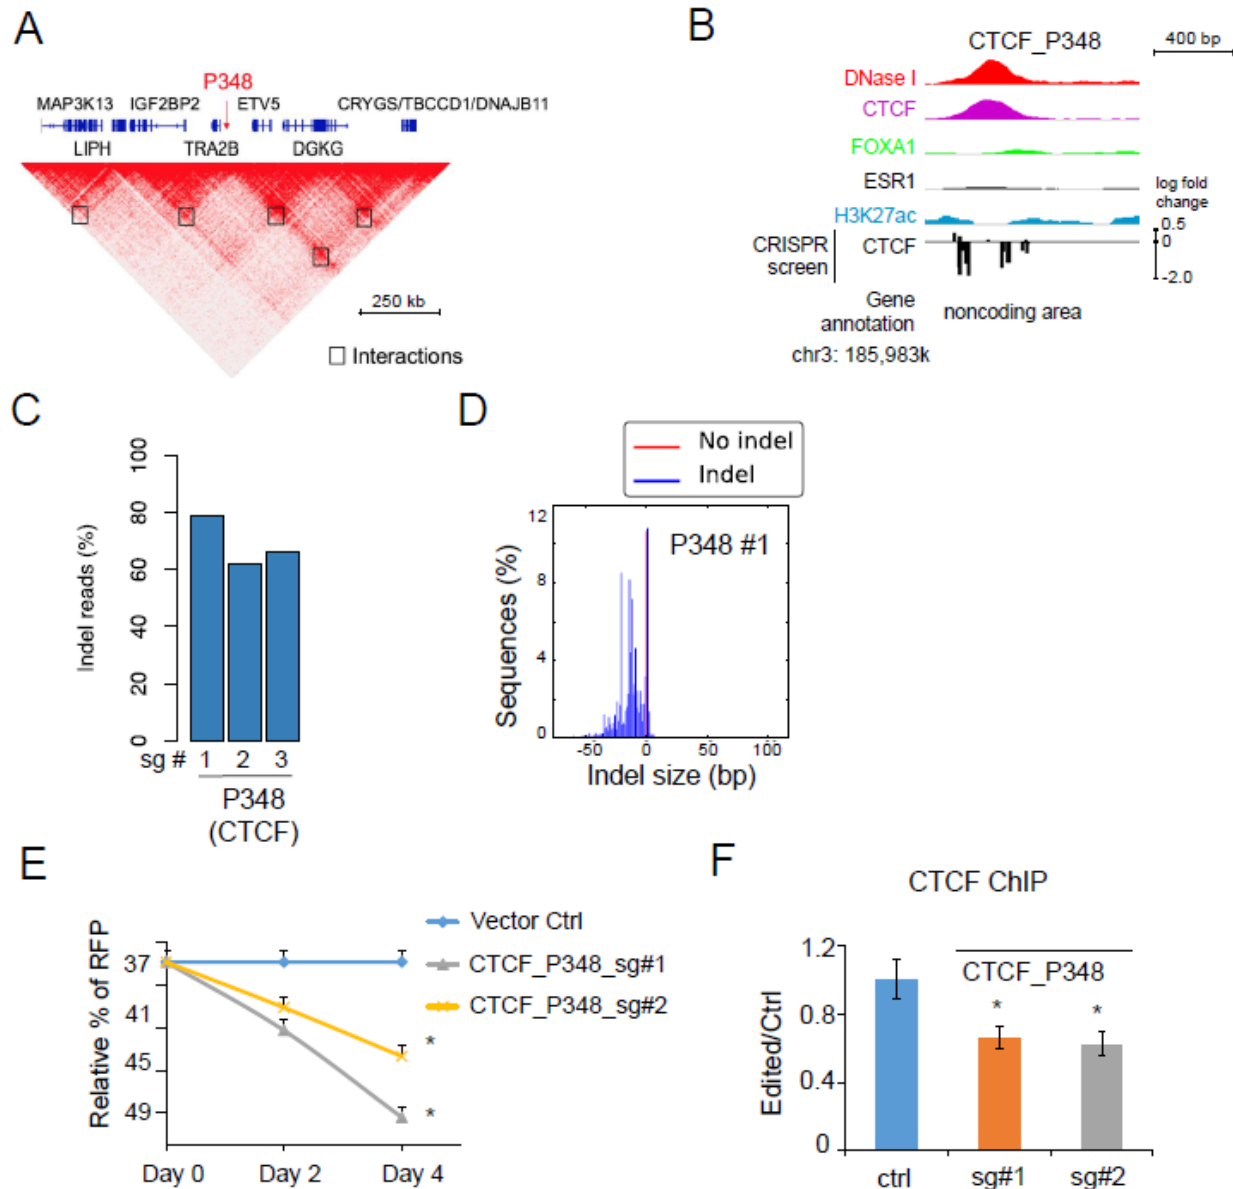 A
P348
MAP3K13 IGF2BP2 ETV5 CRYGS/TBCCD1/DNAJB11
LIPH TRA2B DGKG
250 kb
Interactions
B
CTCF_P348 400 bp
DNase I
CTCF
FOXA1
ESR1
log fold
change
H3K27ac
0.5
CRISPR
screen
CTCF
0
-2.0
Gene
annotation
noncoding area
chr3: 185,983k
C
Indel reads (%)
100
80
60
40
20
0
sg # 1 2 3
P348
(CTCF)
D
No indel
Indel
P348 #1
Sequences (%)
12
8
4
0
-50 0 50 100
Indel size (bp)
E
Relative % of RFP
37
41
45
49
Day 0 Day 2 Day 4
Vector Ctrl
CTCF_P348_sg#1
CTCF_P348_sg#2
*
*
F
CTCF ChIP
Edited/Ctrl
1.2
0.8
0.4
0
CTCF_P348
* *
ctrl sg#1 sg#2